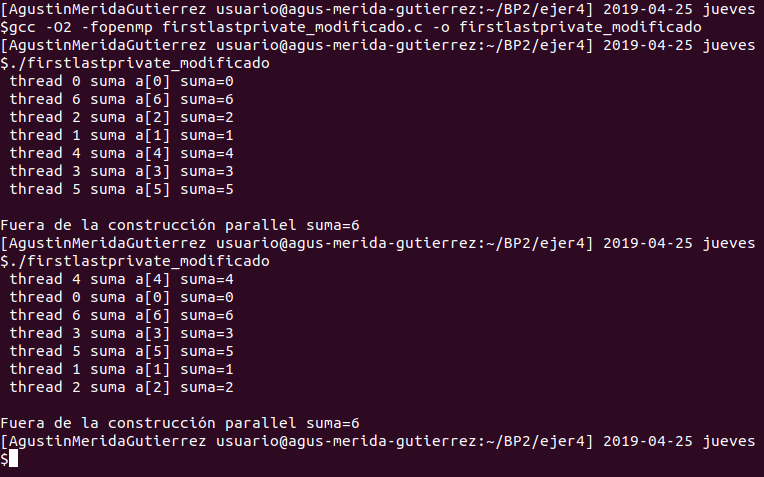 [AgustinMeridaGutierrez usuario@agus-merida-gutierrez:~/BP2/ejer4] 2019-04-25 jueves
$gcc -O2 -fopenmp firstlastprivate_modificado.c -o firstlastprivate_modificado
[AgustinMeridaGutierrez usuario@agus-merida-gutierrez:~/BP2/ejer4] 2019-04-25 jueves
$./firstlastprivate_modificado
 thread 0 suma a[0] suma=0
 thread 6 suma a[6] suma=6
 thread 2 suma a[2] suma=2
 thread 1 suma a[1] suma=1
 thread 4 suma a[4] suma=4
 thread 3 suma a[3] suma=3
 thread 5 suma a[5] suma=5

Fuera de la construcción parallel suma=6
[AgustinMeridaGutierrez usuario@agus-merida-gutierrez:~/BP2/ejer4] 2019-04-25 jueves
$./firstlastprivate_modificado
 thread 4 suma a[4] suma=4
 thread 0 suma a[0] suma=0
 thread 6 suma a[6] suma=6
 thread 3 suma a[3] suma=3
 thread 5 suma a[5] suma=5
 thread 1 suma a[1] suma=1
 thread 2 suma a[2] suma=2

Fuera de la construcción parallel suma=6
[AgustinMeridaGutierrez usuario@agus-merida-gutierrez:~/BP2/ejer4] 2019-04-25 jueves
$